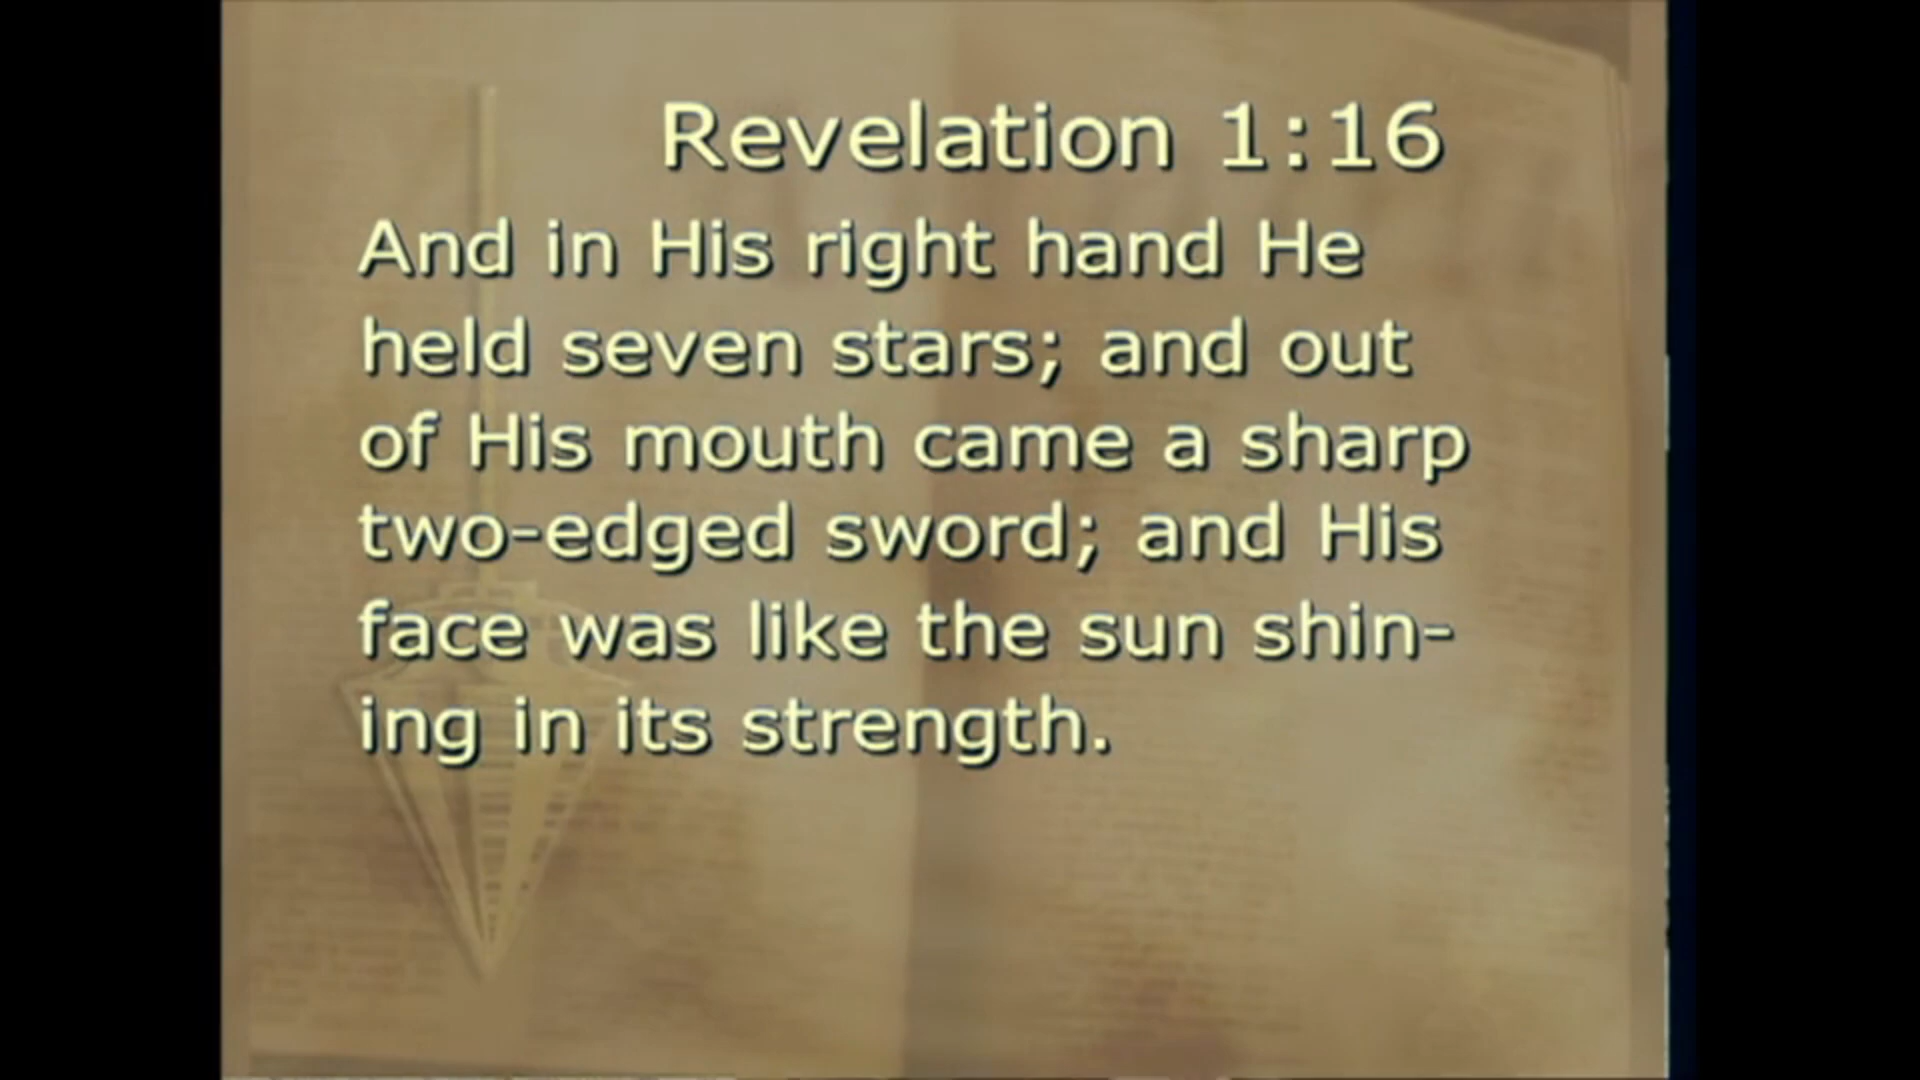 Revelation 1:16
And in His right hand He
held seven stars; and out
of His mouth came a sharp
two-edged sword; and His
face was like the sun shin-
ing in its strength.